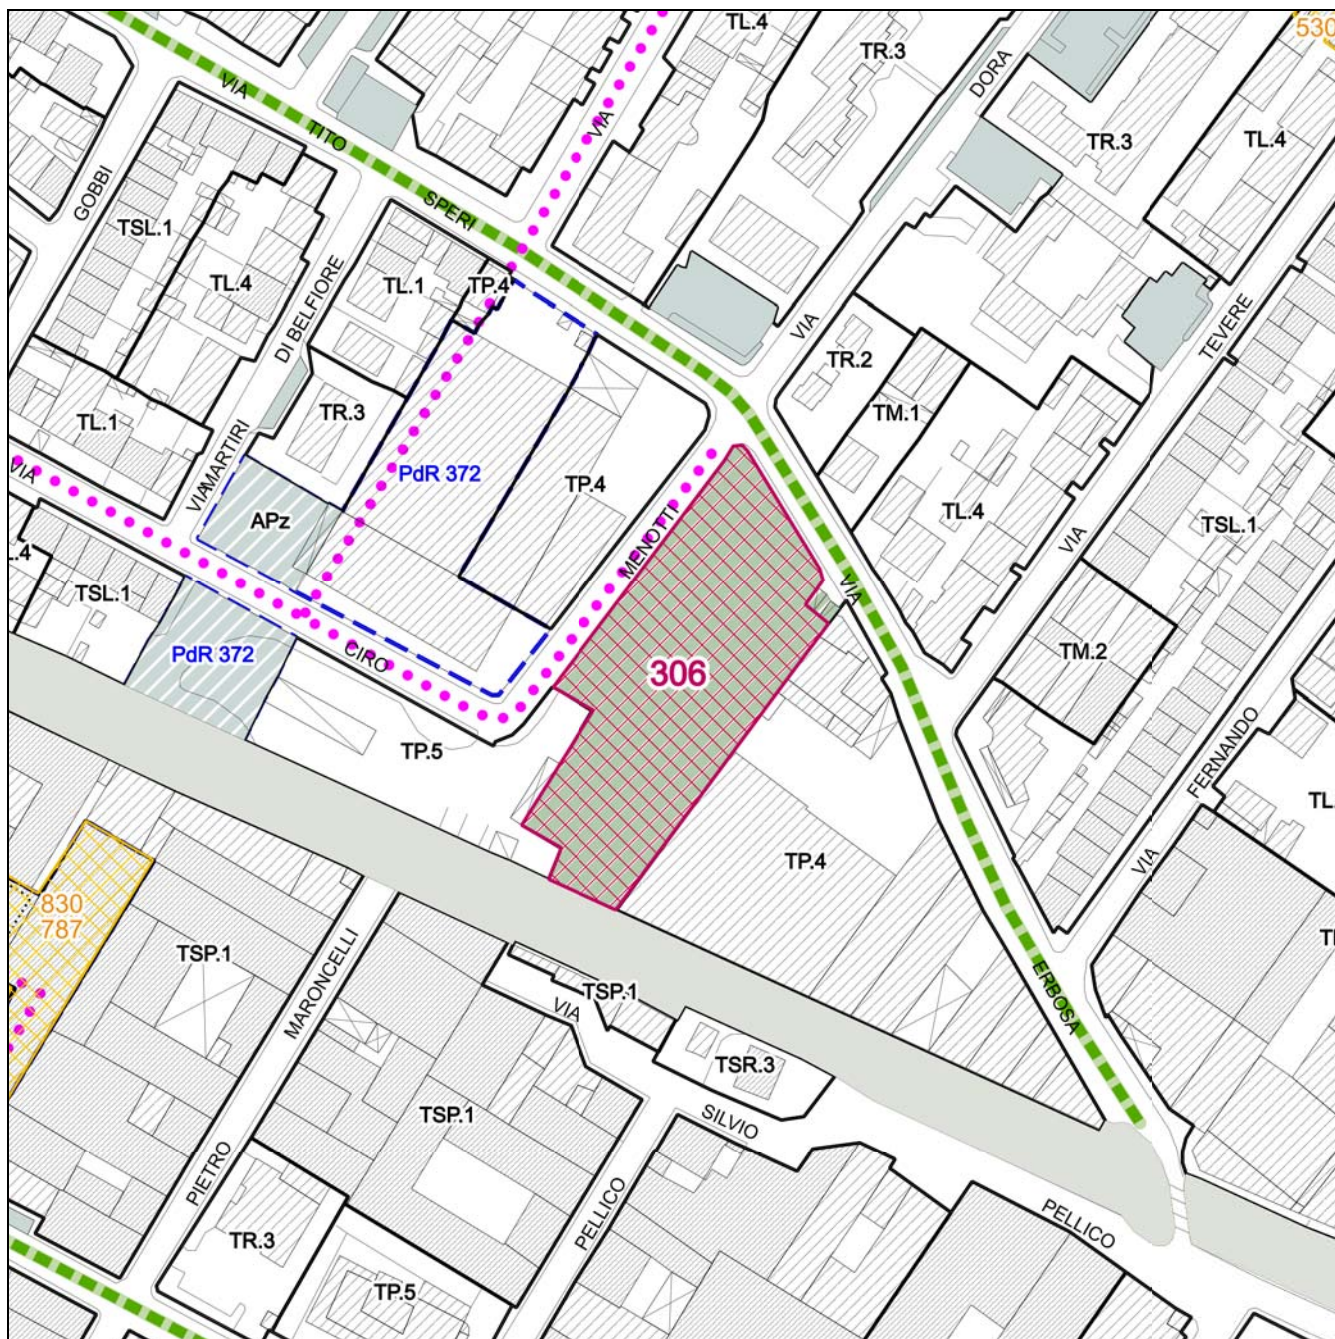 TL.4
TR.3
530
VIA
DORA
VIA
TITO
TR.3
TL.4
GOBBI
SPERI
TSL.1
TL.4
DI BELFIORE
TL.1
TP.4
VIA
TEVERE
TR.2
TR.3
TM.1
TL.1
MARTIRI
VIA
VIA
PdR 372
TP.4
APz
TL.4
TSL.1
VIA
MENOTTI
.4
TSL.1
VIA
PdR 372
CIRO
306
TM.2
TP.5
FERNANDO
TL.
VIA
TP.4
830
787
TSP.1
MARONCELLI
TSP.1
VIA
ERBOSA
TSR.3
TSP.1
SILVIO
PIETRO
PELLICO
PELLICO
TR.3
TP.5